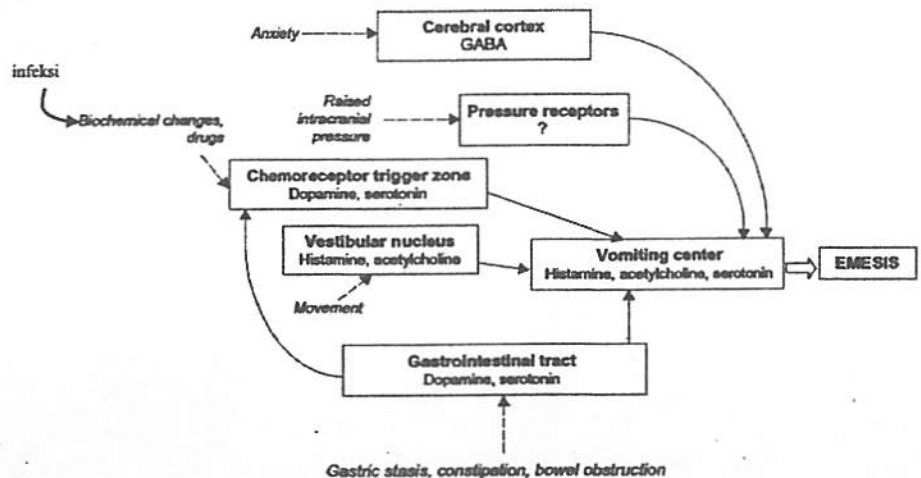 Anxiety
Cerebral cortex
GABA
infeksi
Biochemical changes,
drugs
Raised
intracranial
pressure
Pressure receptors
?
Chemoreceptor trigger zone
Dopamine, serotonin
Vestibular nucleus
Histamine, acetylcholine
Movement
Vomiting center
Histamine, acetylcholine, serotonin
EMESIS
Gastrointestinal tract
Dopamine, serotonin
Gastric stasis, constipation, bowel obstruction